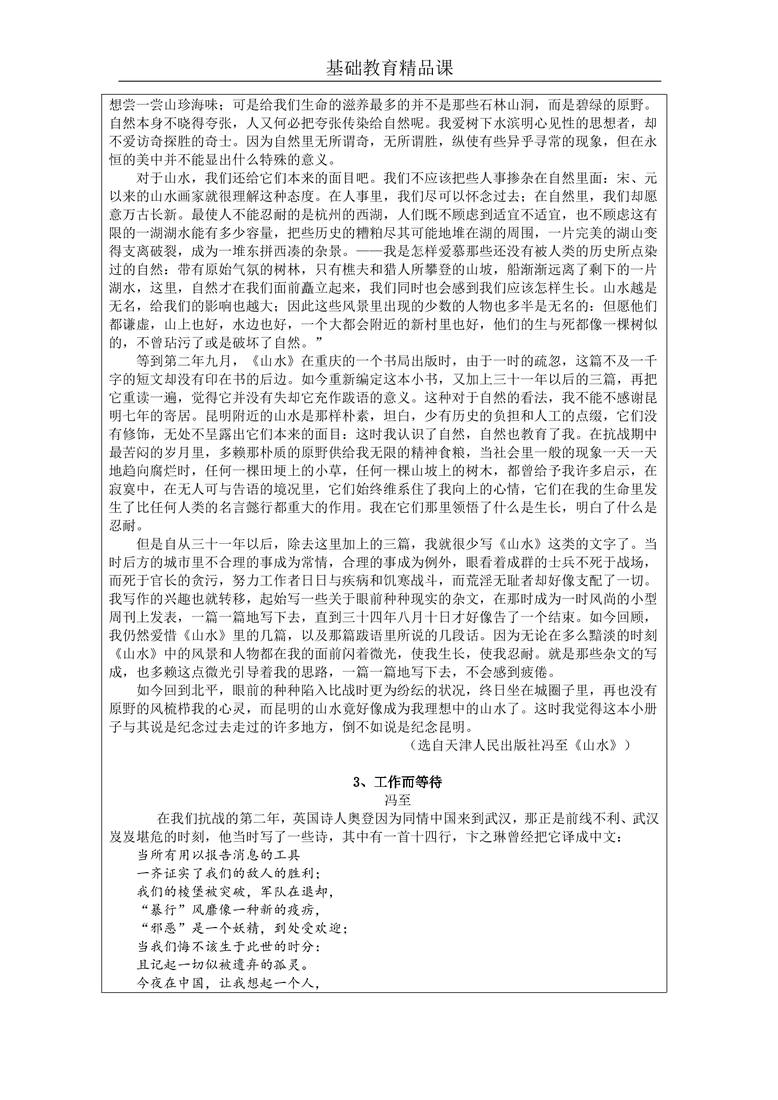 基础教育精品课
想尝一尝山珍海味；可是给我们生命的滋养最多的并不是那些石林山洞，而是碧绿的原野。
自然本身不晓得夸张，人又何必把夸张传染给自然呢。我爱树下水滨明心见性的思想者，却
不爱访奇探胜的奇士。因为自然里无所谓奇，无所谓胜，纵使有些异乎寻常的现象，但在永
恒的美中并不能显出什么特殊的意义。
对于山水，我们还给它们本来的面目吧。我们不应该把些人事掺杂在自然里面：宋、元
以来的山水画家就很理解这种态度。在人事里，我们尽可以怀念过去；在自然里，我们却愿
意万古长新。最使人不能忍耐的是杭州的西湖，人们既不顾虑到适宜不适宜，也不顾虑这有
限的一湖湖水能有多少容量，把些历史的糟粕尽其可能地堆在湖的周围，一片完美的湖山变
得支离破裂，成为一堆东拼西凑的杂景。——我是怎样爱慕那些还没有被人类的历史所点染
过的自然：带有原始气氛的树林，只有樵夫和猎人所攀登的山坡，船渐渐远离了剩下的一片
湖水，这里，自然才在我们面前矗立起来，我们同时也会感到我们应该怎样生长。山水越是
无名，给我们的影响也越大；因此这些风景里出现的少数的人物也多半是无名的：但愿他们
都谦虚，山上也好，水边也好，一个大都会附近的新村里也好，他们的生与死都像一棵树似
的，不曾玷污了或是破坏了自然。”
等到第二年九月，《山水》在重庆的一个书局出版时，由于一时的疏忽，这篇不及一千
字的短文却没有印在书的后边。如今重新编定这本小书，又加上三十一年以后的三篇，再把
它重读一遍，觉得它并没有失却它充作跋语的意义。这种对于自然的看法，我不能不感谢昆
明七年的寄居。昆明附近的山水是那样朴素，坦白，少有历史的负担和人工的点缀，它们没
有修饰，无处不呈露出它们本来的面目：这时我认识了自然，自然也教育了我。在抗战期中
最苦闷的岁月里，多赖那朴质的原野供给我无限的精神食粮，当社会里一般的现象一天一天
地趋向腐烂时，任何一棵田埂上的小草，任何一棵山坡上的树木，都曾给予我许多启示，在
寂寞中，在无人可与告语的境况里，它们始终维系住了我向上的心情，它们在我的生命里发
生了比任何人类的名言懿行都重大的作用。我在它们那里领悟了什么是生长，明白了什么是
忍耐。
但是自从三十一年以后，除去这里加上的三篇，我就很少写《山水》这类的文字了。当
时后方的城市里不合理的事成为常情，合理的事成为例外，眼看着成群的士兵不死于战场，
而死于官长的贪污，努力工作者日日与疾病和饥寒战斗，而荒淫无耻者却好像支配了一切。
我写作的兴趣也就转移，起始写一些关于眼前种种现实的杂文，在那时成为一时风尚的小型
周刊上发表，一篇一篇地写下去，直到三十四年八月十日才好像告了一个结束。如今回顾，
我仍然爱惜《山水》里的几篇，以及那篇跋语里所说的几段话。因为无论在多么黯淡的时刻
《山水》中的风景和人物都在我的面前闪着微光，使我生长，使我忍耐。就是那些杂文的写
成，也多赖这点微光引导着我的思路，一篇一篇地写下去，不会感到疲倦。
如今回到北平，眼前的种种陷入比战时更为纷纭的状况，终日坐在城圈子里，再也没有
原野的风梳栉我的心灵，而昆明的山水竟好像成为我理想中的山水了。这时我觉得这本小册
子与其说是纪念过去走过的许多地方，倒不如说是纪念昆明。
（选自天津人民出版社冯至《山水》）
3、工作而等待
冯至
在我们抗战的第二年，英国诗人奥登因为同情中国来到武汉，那正是前线不利、武汉
岌岌堪危的时刻，他当时写了一些诗，其中有一首十四行，卞之琳曾经把它译成中文：
当所有用以报告消息的工具
一齐证实了我们的敌人的胜利；
我们的棱堡被突破，军队在退却，
“暴行”风靡像一种新的疫疠，
“邪恶”是一个妖精，到处受欢迎；
当我们悔不该生于此世的时分：
且记起一切似被遗弃的孤灵。
今夜在中国，让我想起一个人，